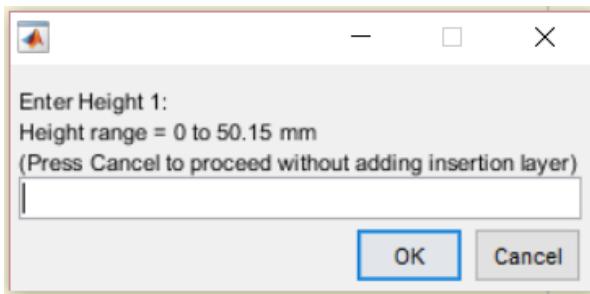 Enter Height 1:
Height range = 0 to 50.15 mm
(Press Cancel to proceed without adding insertion layer)
OK Cancel